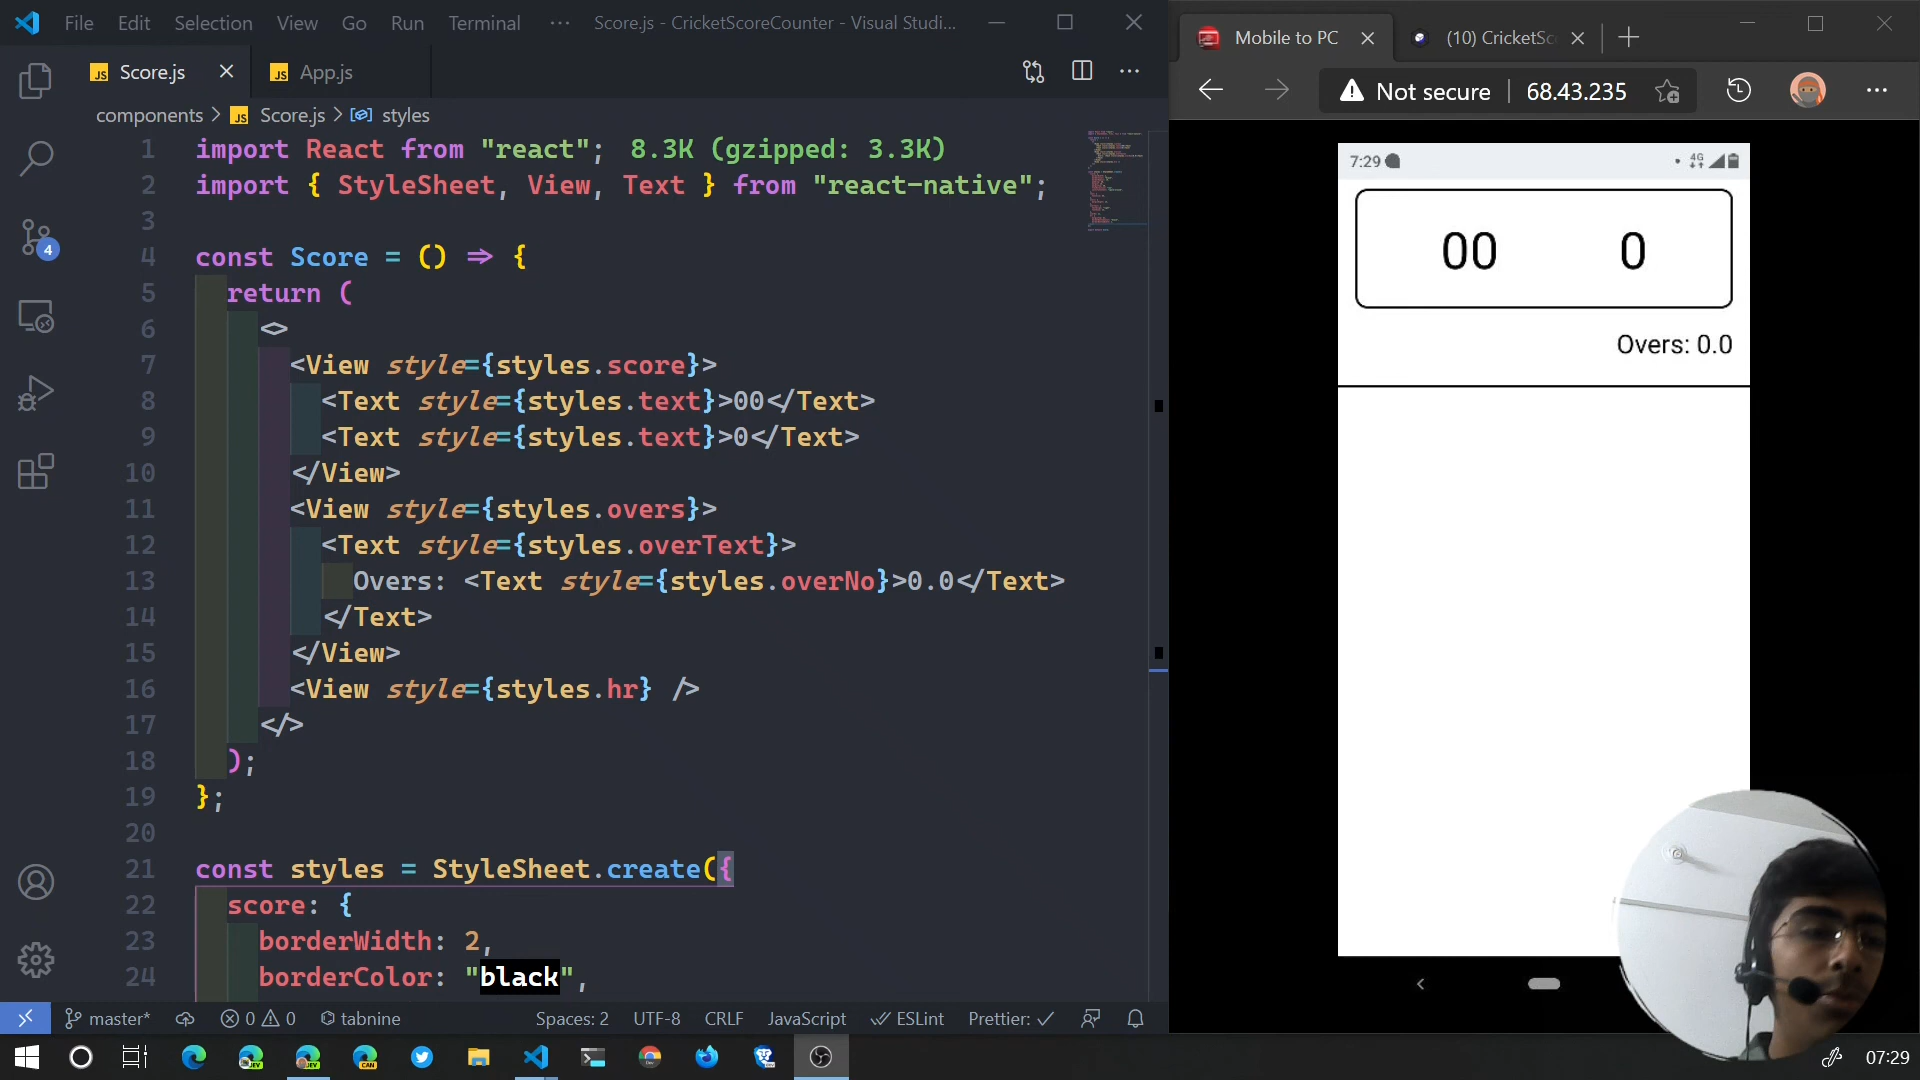 File Edit Selection View Go Run Terminal ··· Score.js - CricketScoreCounter - Visual Studi...
Score.js
App.js
components > Score.js > styles
1 import React from "react"; 8.3K (gzipped: 3.3K)
2 import { StyleSheet, View, Text } from "react-native";
3
4 const Score = () => {
5 return (
6 <>
7 <View style={styles.score}>
8 <Text style={styles.text}>00</Text>
9 <Text style={styles.text}>0</Text>
10 </View>
11 <View style={styles.overs}>
12 <Text style={styles.overText}>
13 Overs: <Text style={styles.overNo}>0.0</Text>
14 </Text>
15 </View>
16 <View style={styles.hr} />
17 </>
18 );
19 };
20
21 const styles = StyleSheet.create({
22 score: {
23 borderWidth: 2,
24 borderColor: "black",
4
master* 0 0 tabnine Spaces: 2 UTF-8 CRLF JavaScript ESLint Prettier: ✓
Mobile to PC
(10) CricketSc
Not secure | 68.43.235
7:29 4G
00 0
Overs: 0.0
07:29